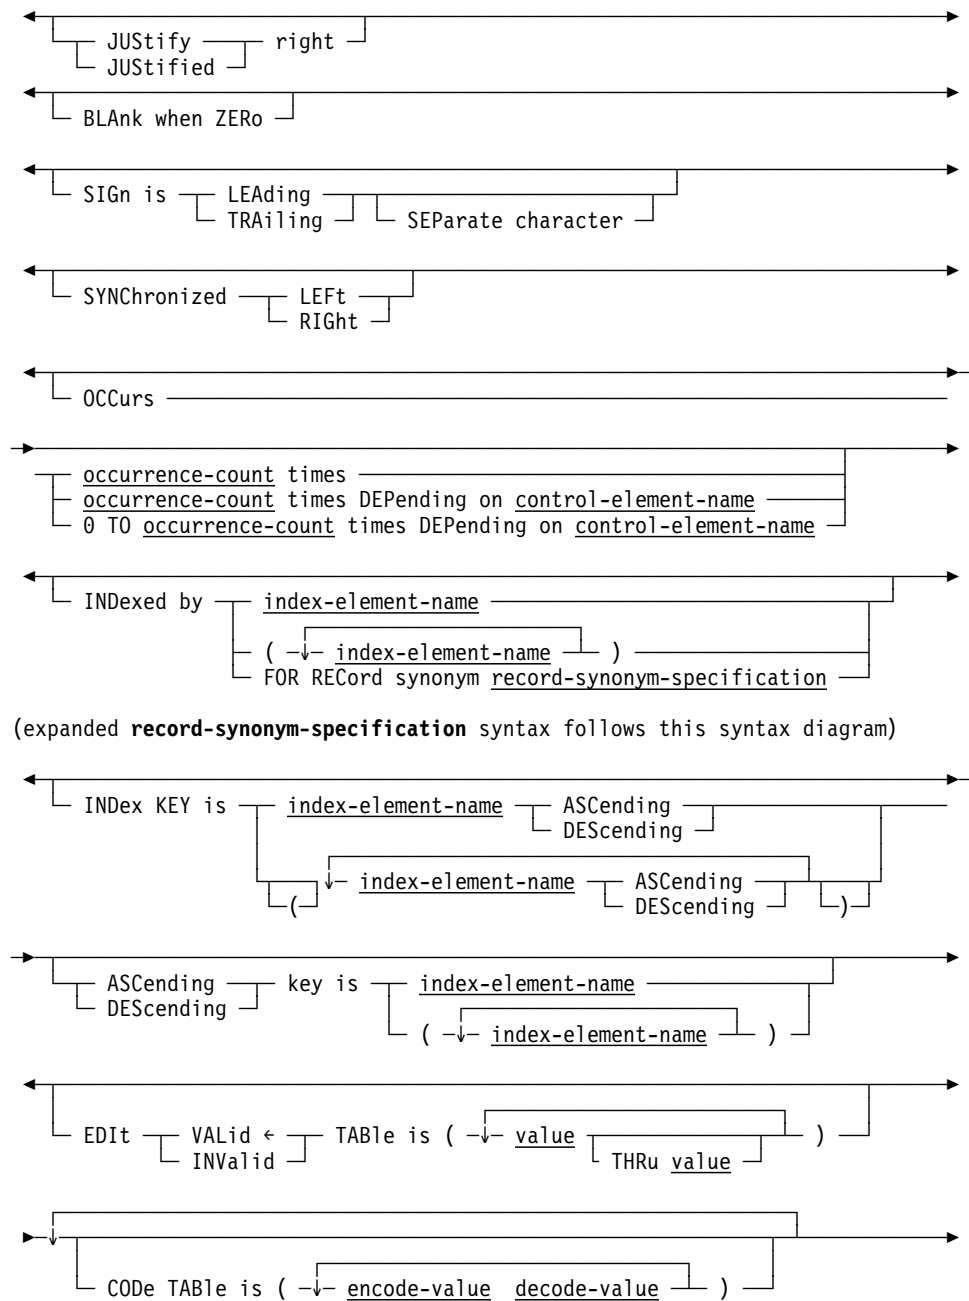 JUStify right
JUStified
BLAnk when ZERo
SIGn is LEAding
TRAiling SEParate character
SYNChronized LEFt
RIGht
OCCurs
occurrence-count times
occurrence-count times DEPending on control-element-name
0 TO occurrence-count times DEPending on control-element-name
INDexed by index-element-name
( index-element-name )
FOR RECord synonym record-synonym-specification
(expanded record-synonym-specification syntax follows this syntax diagram)
INDex KEY is index-element-name ASCending
DEScending
( index-element-name ASCending )
DEScending
ASCending key is index-element-name
DEScending
( index-element-name )
EDIt VALid ← TABle is ( value )
INValid THRu value
CODe TABle is ( encode-value decode-value )